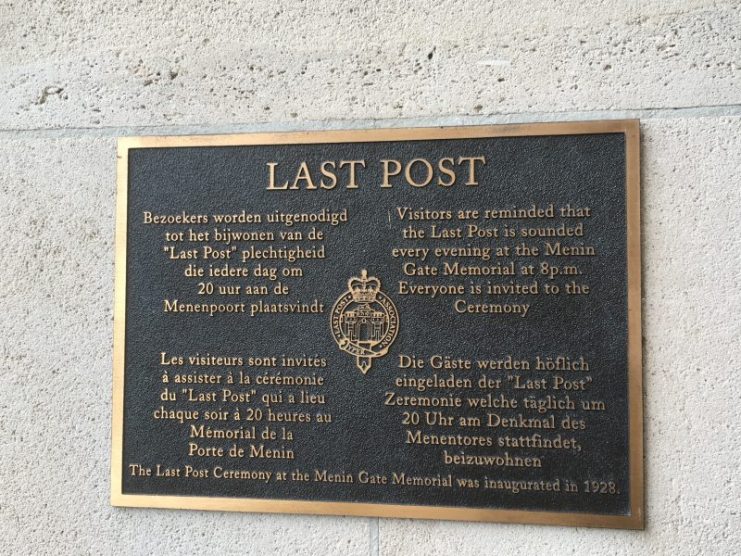 LAST POST
Bezoekers worden uitgenodigd
tot het bijwonen van de
"Last Post" plechtigheid
die iedere dag om
20 uur aan de
Menenpoort plaatsvindt
Visitors are reminded that
the Last Post is sounded
every evening at the Menin
Gate Memorial at 8p.m.
Everyone is invited to the
Ceremony
LAST POST ASSOCIATION
Les visiteurs sont invités
à assister à la cérémonie
du "Last Post" qui a lieu
chaque soir à 20 heures au
Mémorial de la
Porte de Menin
Die Gäste werden höflich
eingeladen der "Last Post"
Zeremonie welche täglich um
20 Uhr am Denkmal des
Menentores stattfindet,
beizuwohnen
The Last Post Ceremony at the Menin Gate Memorial was inaugurated in 1928.